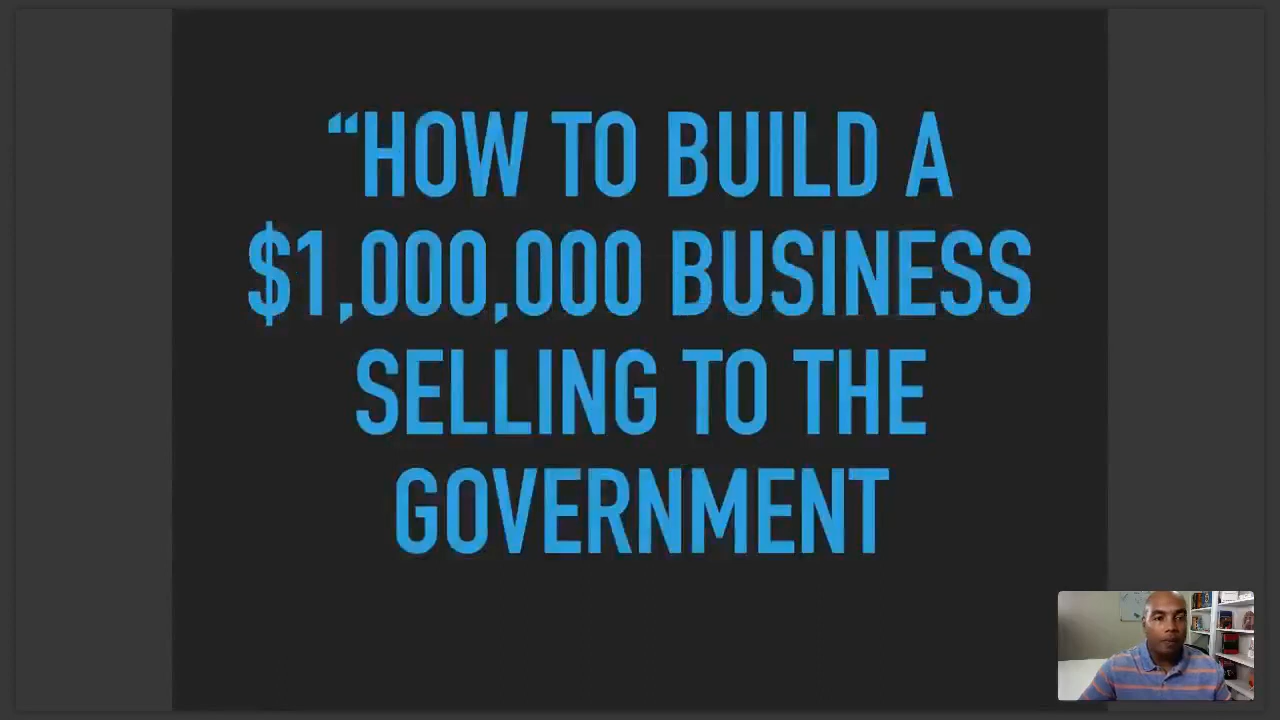 “HOW TO BUILD A
$1,000,000 BUSINESS
SELLING TO THE
GOVERNMENT